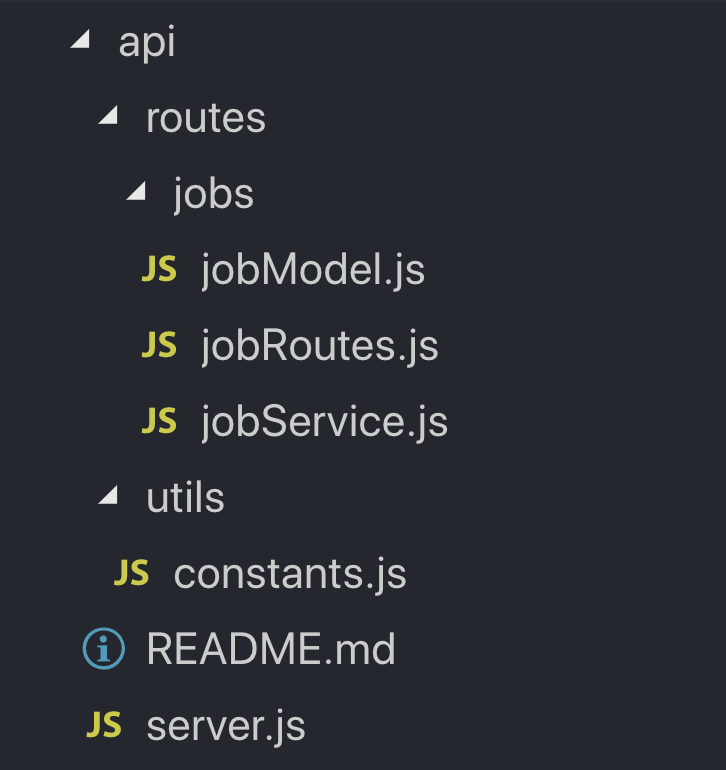 api
routes
jobs
JS jobModel.js
JS jobRoutes.js
JS jobService.js
utils
JS constants.js
i README.md
JS server.js